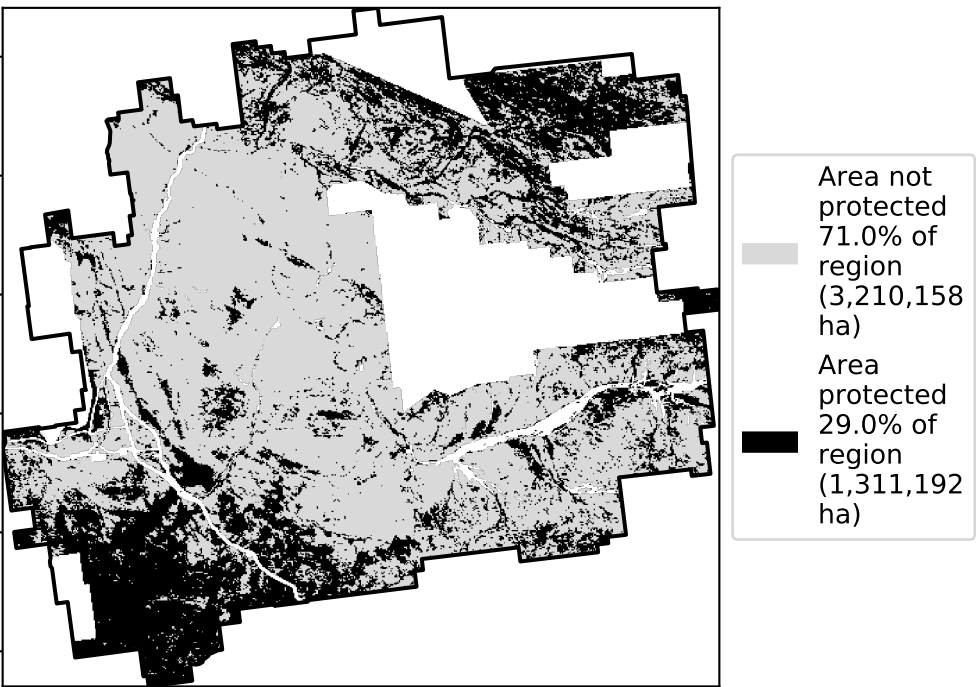 Area not
protected
71.0% of
region
(3,210,158
ha)
Area
protected
29.0% of
region
(1,311,192
ha)